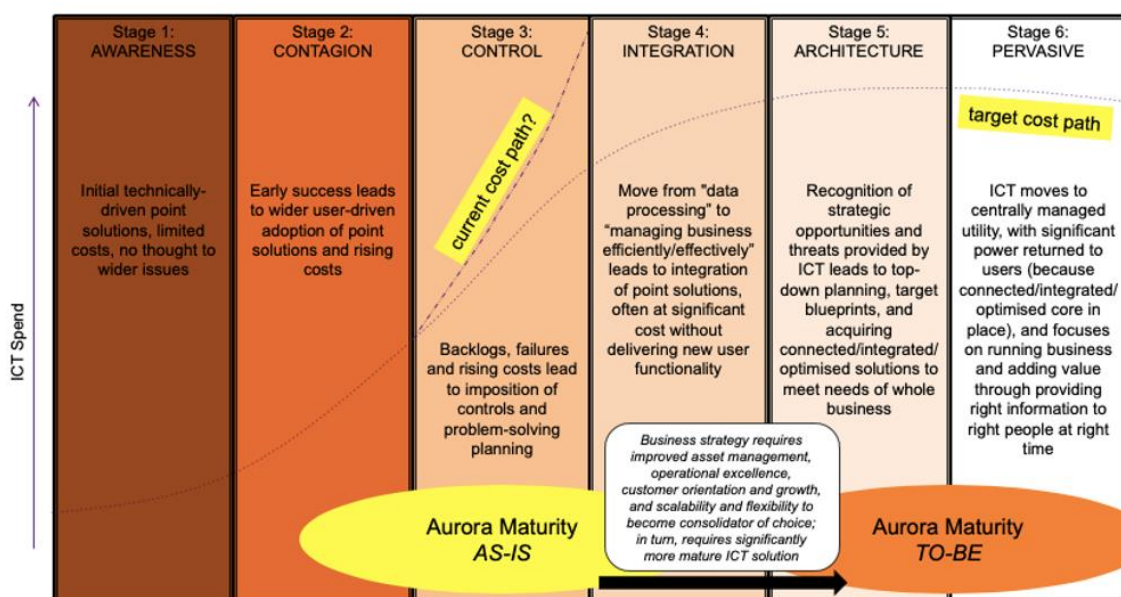 Stage 1:
AWARENESS
Stage 2:
CONTAGION
Stage 3:
CONTROL
Stage 4:
INTEGRATION
Stage 5:
ARCHITECTURE
Stage 6:
PERVASIVE
ICT Spend
Initial technically-
driven point
solutions, limited
costs, no thought to
wider issues
Early success leads
to wider user-driven
adoption of point
solutions and rising
costs
current cost path?
Backlogs, failures
and rising costs lead
to imposition of
controls and
problem-solving
planning
Move from "data
processing" to
"managing business
efficiently/effectively"
leads to integration
of point solutions,
often at significant
cost without
delivering new user
functionality
Recognition of
strategic
opportunities and
threats provided by
ICT leads to top-
down planning, target
blueprints, and
acquiring
connected/integrated/
optimised solutions to
meet needs of whole
business
target cost path
ICT moves to
centrally managed
utility, with significant
power returned to
users (because
connected/integrated/
optimised core in
place), and focuses
on running business
and adding value
through providing
right information to
right people at right
time
Aurora Maturity
AS-IS
Business strategy requires
improved asset management,
operational excellence,
customer orientation and growth,
and scalability and flexibility to
become consolidator of choice;
in turn, requires significantly
more mature ICT solution
Aurora Maturity
TO-BE